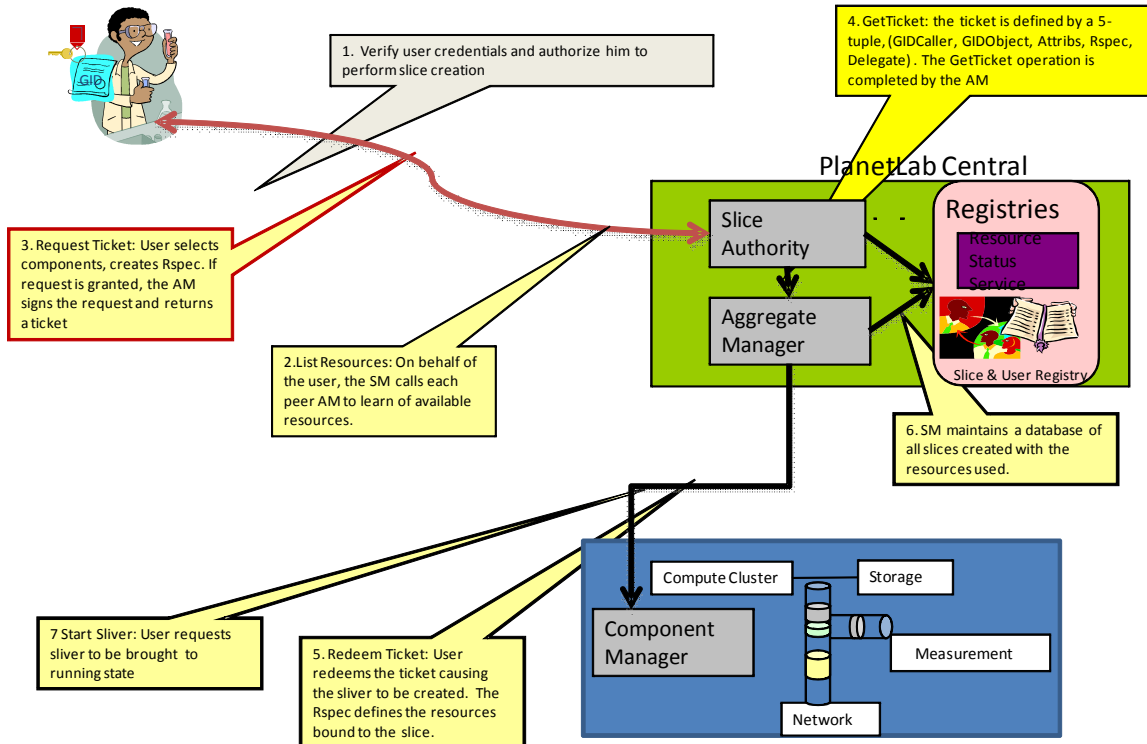 1. Verify user credentials and authorize him to
perform slice creation
4. GetTicket: the ticket is defined by a 5-
tuple, (GIDCaller, GIDObject, Attribs, Rspec,
Delegate) . The GetTicket operation is
completed by the AM
GID
PlanetLab Central
Slice
Authority
- -
Registries
Resource
Status
Service
3. Request Ticket: User selects
components, creates Rspec. If
request is granted, the AM
signs the request and returns
a ticket
Aggregate
Manager
2.List Resources: On behalf of
the user, the SM calls each
peer AM to learn of available
resources.
Slice & User Registry
6. SM maintains a database of
all slices created with the
resources used.
Compute Cluster
Storage
Component
Manager
Measurement
Network
7 Start Sliver: User requests
sliver to be brought to
running state
5. Redeem Ticket: User
redeems the ticket causing
the sliver to be created. The
Rspec defines the resources
bound to the slice.